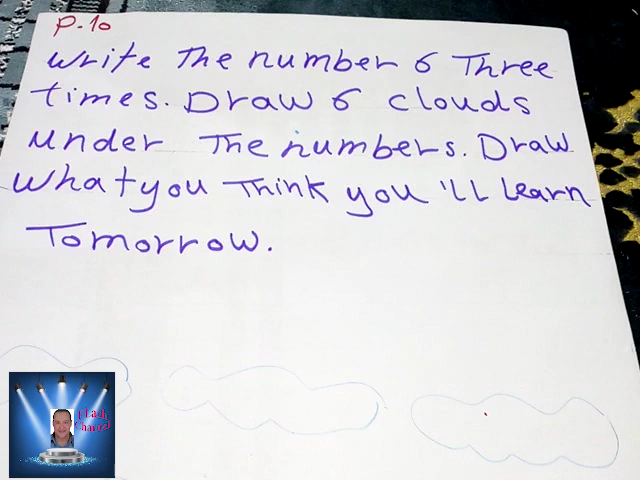 P.10
Write The number 6 Three
times. Draw 6 clouds
under The numbers. Draw
what you Think you'll Learn
Tomorrow.